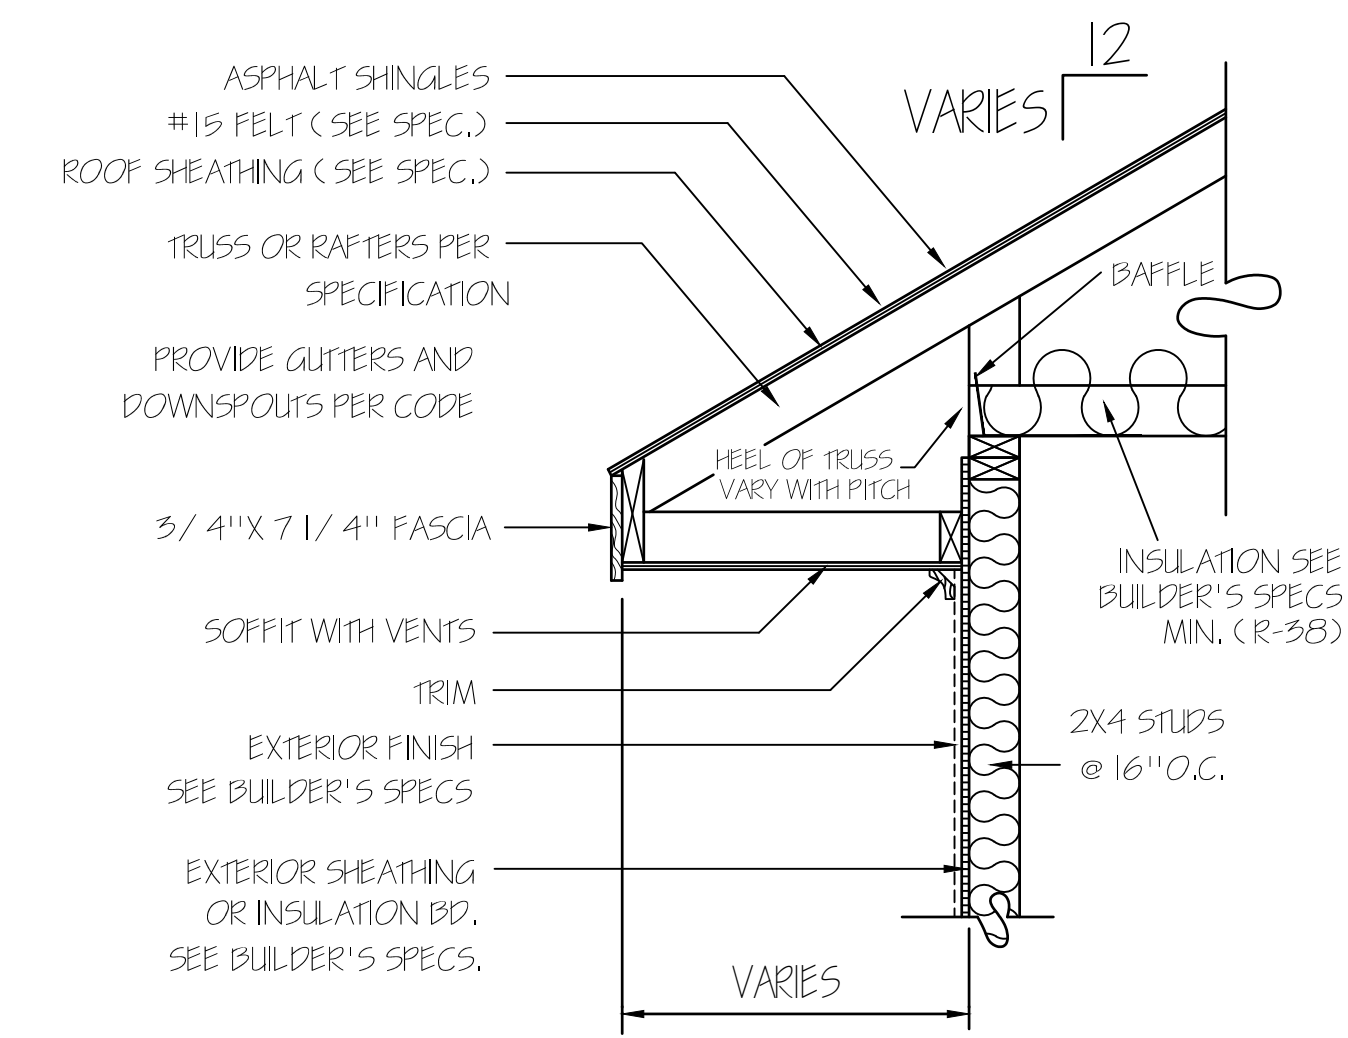 12
VARIES
ASPHALT SHINGLES
#15 FELT (SEE SPEC.)
ROOF SHEATHING (SEE SPEC.)
TRUSS OR RAFTERS PER
SPECIFICATION
PROVIDE GUTTERS AND
DOWNSPOUTS PER CODE
BAFFLE
HEEL OF TRUSS
VARY WITH PITCH
3/4"X 7 1/4" FASCIA
INSULATION SEE
BUILDER'S SPECS
MIN. (R-38)
SOFFIT WITH VENTS
TRIM
2X4 STUDS
@ 16"O.C.
EXTERIOR FINISH
SEE BUILDER'S SPECS
EXTERIOR SHEATHING
OR INSULATION BD.
SEE BUILDER'S SPECS.
VARIES